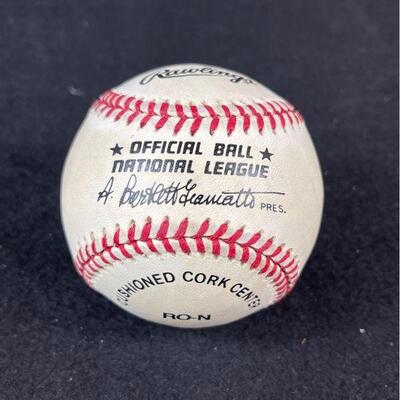 Rawlings
★ OFFICIAL BALL ★
NATIONAL LEAGUE
A. Bartlett Giamatti PRES.
CUSHIONED CORK CENTER
RO-N